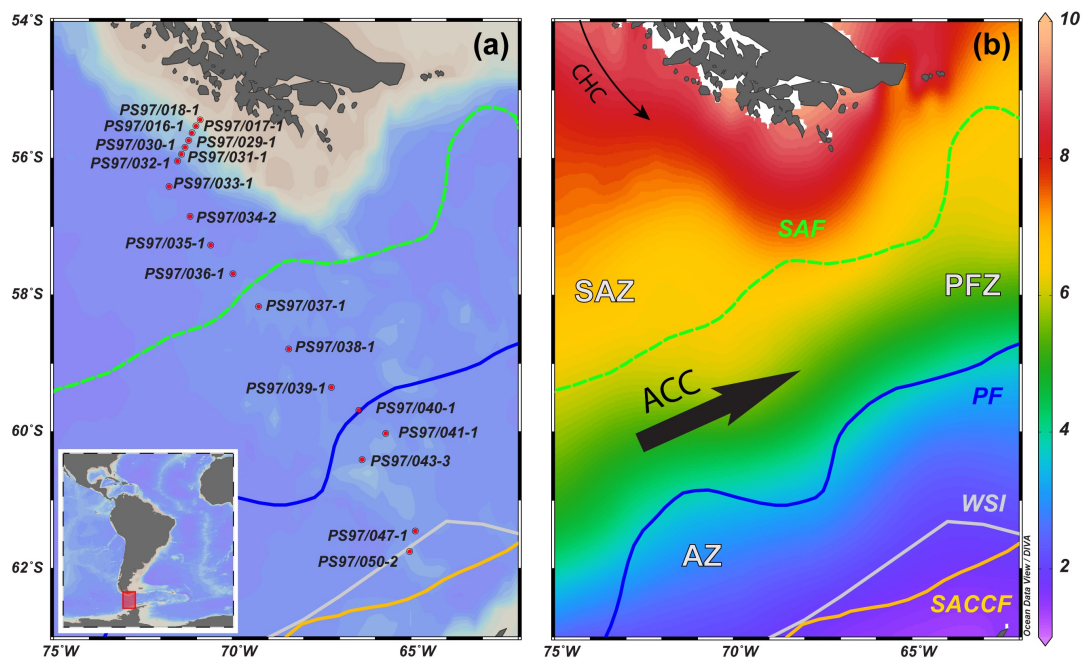 54°S
56°S
58°S
60°S
62°S
(a)
PS97/018-1
PS97/016-1
PS97/017-1
PS97/030-1
PS97/029-1
PS97/032-1
PS97/031-1
PS97/033-1
PS97/034-2
PS97/035-1
PS97/036-1
PS97/037-1
PS97/038-1
PS97/039-1
PS97/040-1
PS97/041-1
PS97/043-3
PS97/047-1
PS97/050-2
75°W
70°W
65°W
(b)
CHC
SAF
SAZ
PFZ
ACC
PF
WSI
AZ
SACCF
Ocean Data View / DIVA
75°W
70°W
65°W
10
8
6
4
2